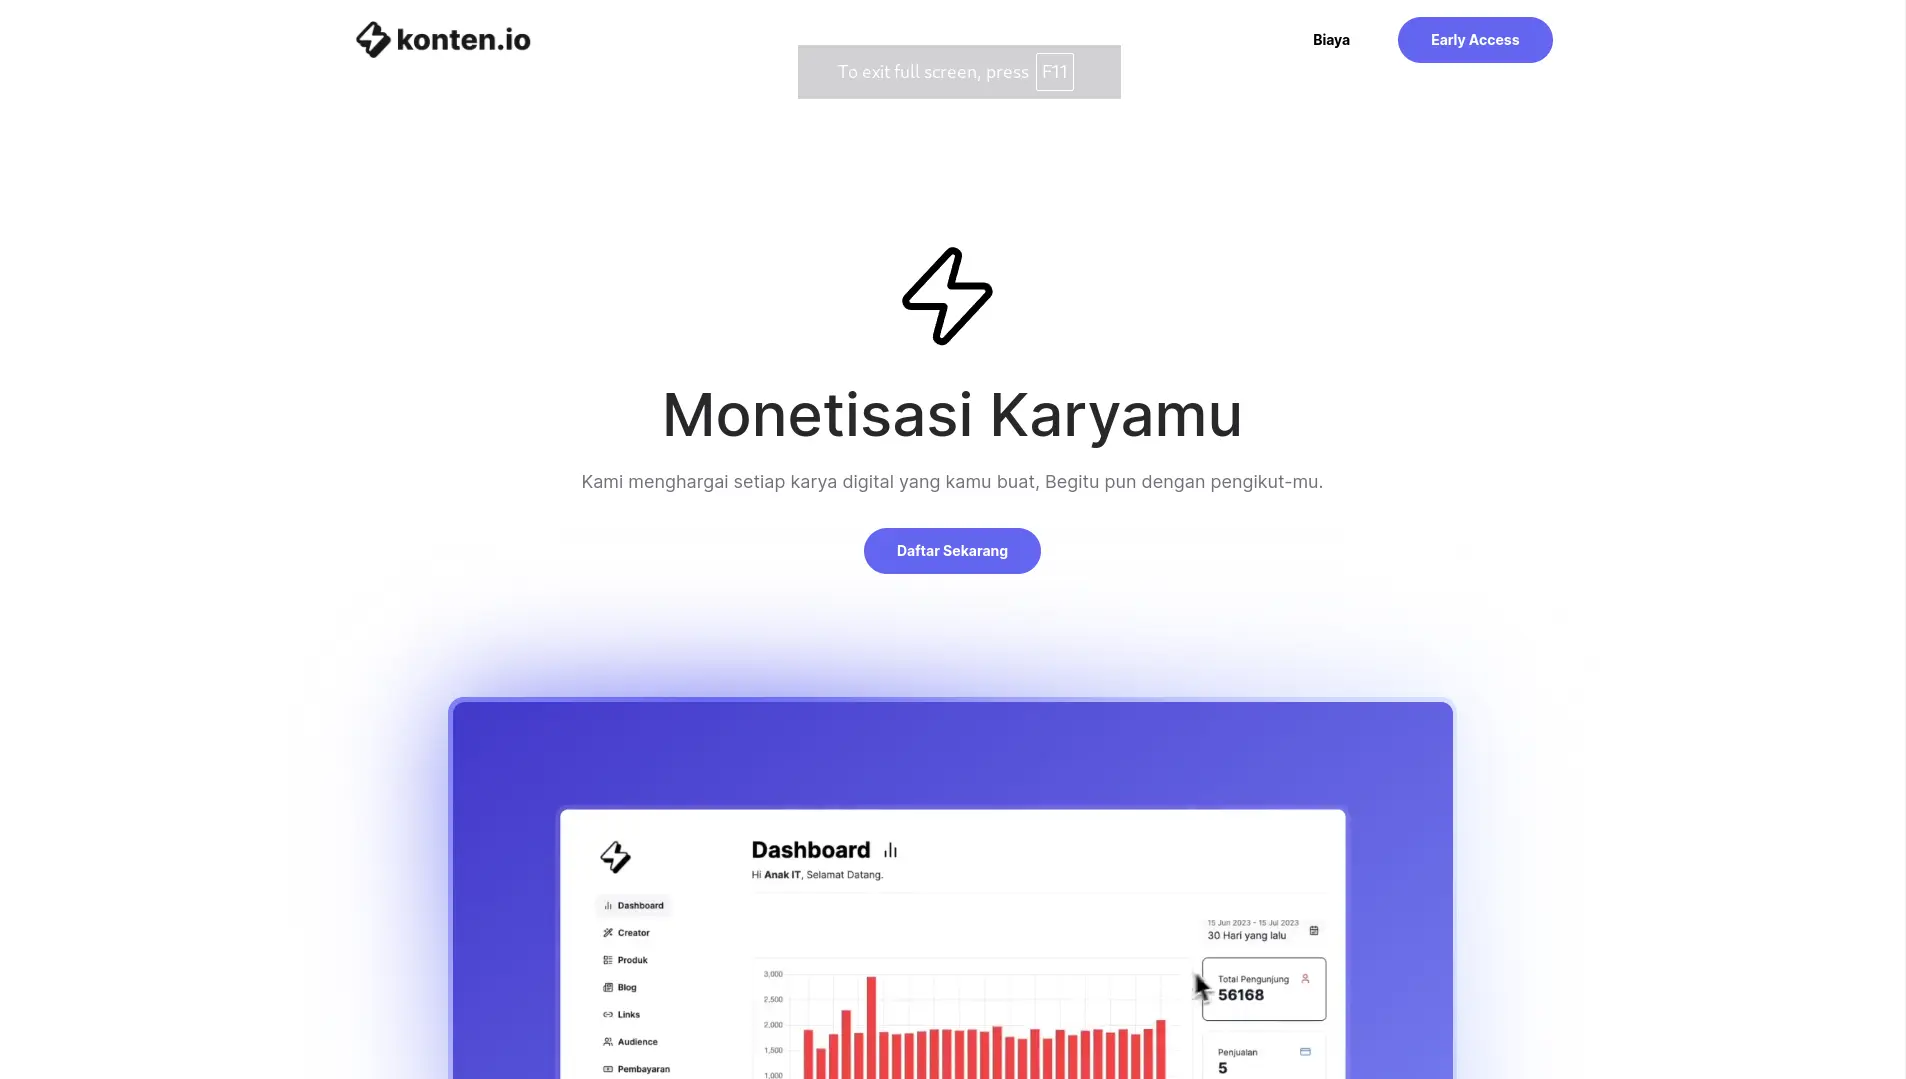 konten.io
Biaya
Early Access
To exit full screen, press F11
Monetisasi Karyamu
Kami menghargai setiap karya digital yang kamu buat, Begitu pun dengan pengikut-mu.
Daftar Sekarang
Dashboard
Hi Anak IT, Selamat Datang.
Dashboard
Creator
Produk
Blog
Links
Audience
Pembayaran
15 Jun 2023 - 15 Jul 2023
30 Hari yang lalu
3,000
2,500
2,000
1,500
1,000
Total Pengunjung
56168
Penjualan
5